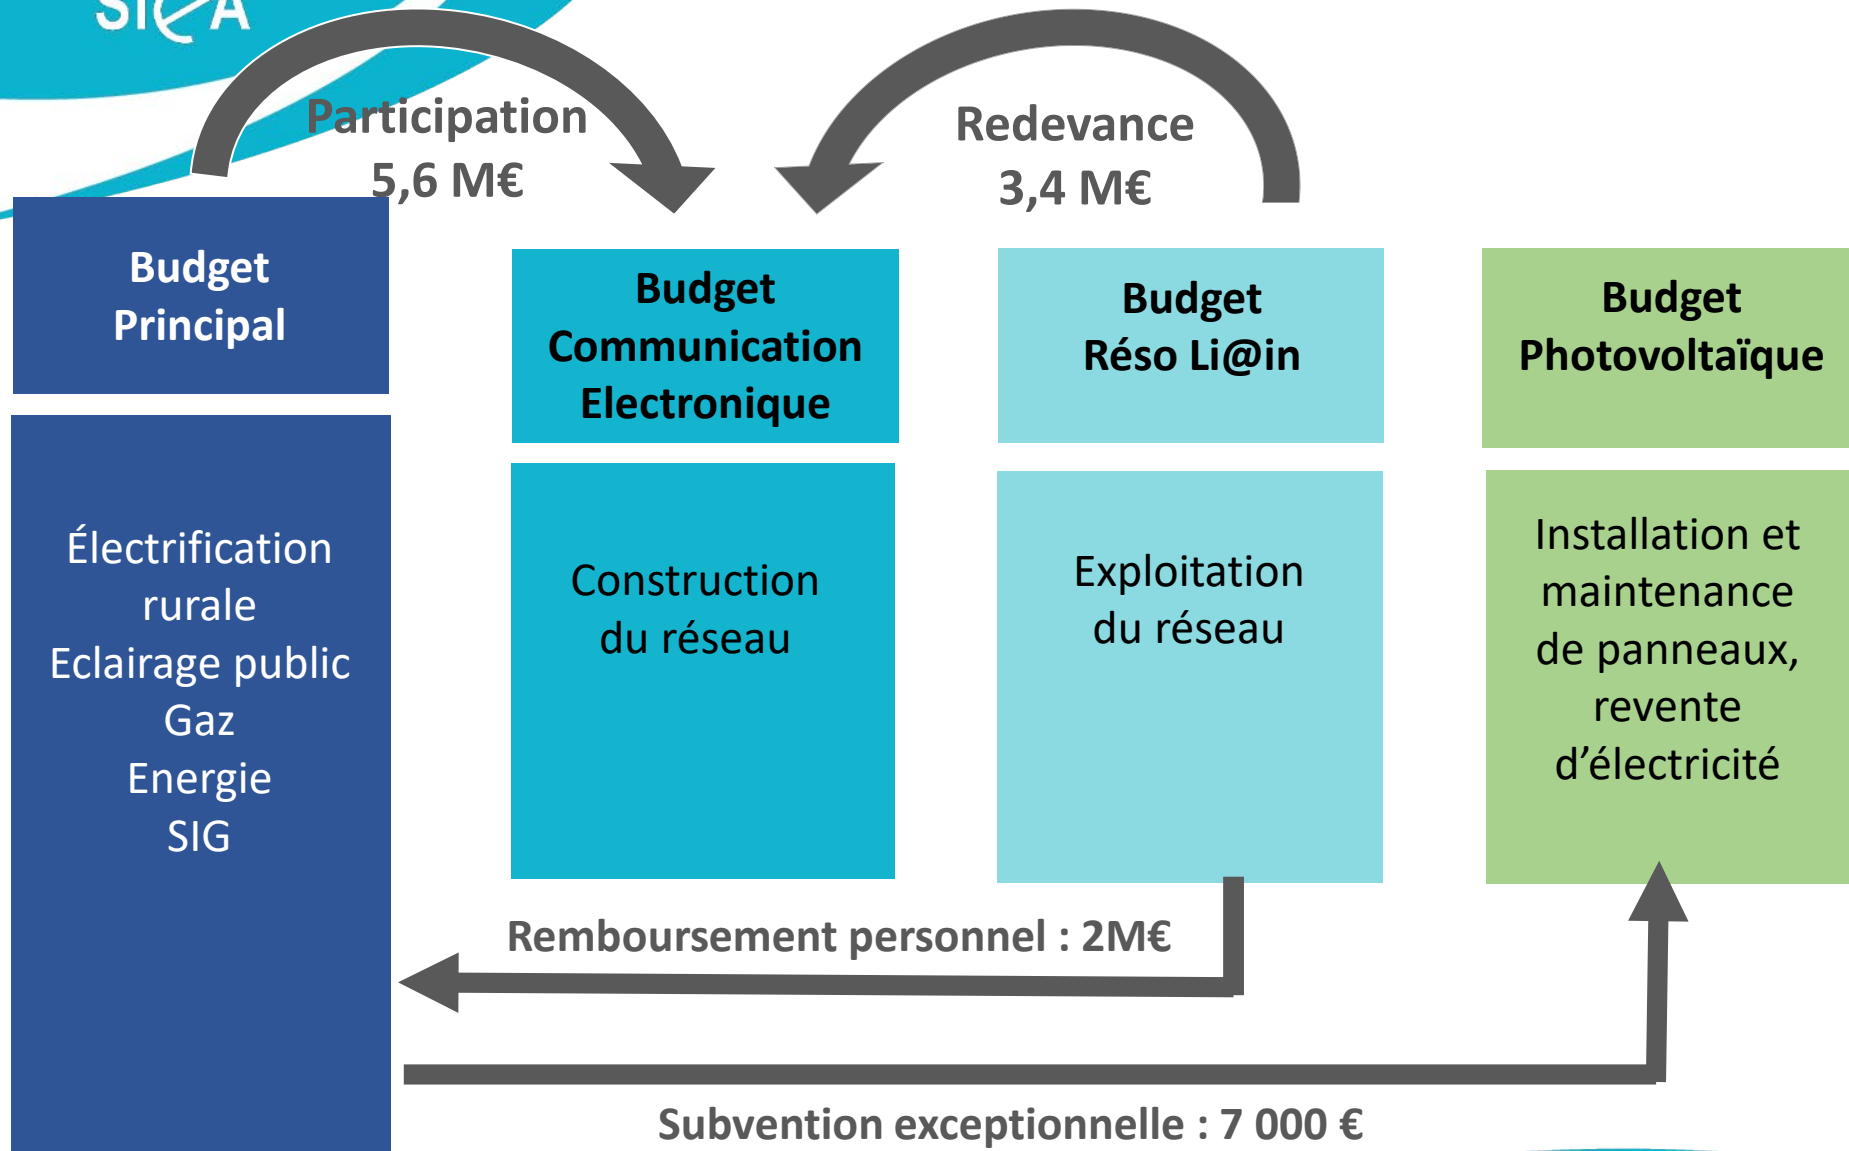 SIeA
Participation
5,6 M€
Redevance
3,4 M€
Budget
Principal
Budget
Communication
Electronique
Budget
Réso Li@in
Budget
Photovoltaïque
Électrification
rurale
Eclairage public
Gaz
Energie
SIG
Construction
du réseau
Exploitation
du réseau
Installation et
maintenance
de panneaux,
revente
d’électricité
Remboursement personnel : 2M€
Subvention exceptionnelle : 7 000 €